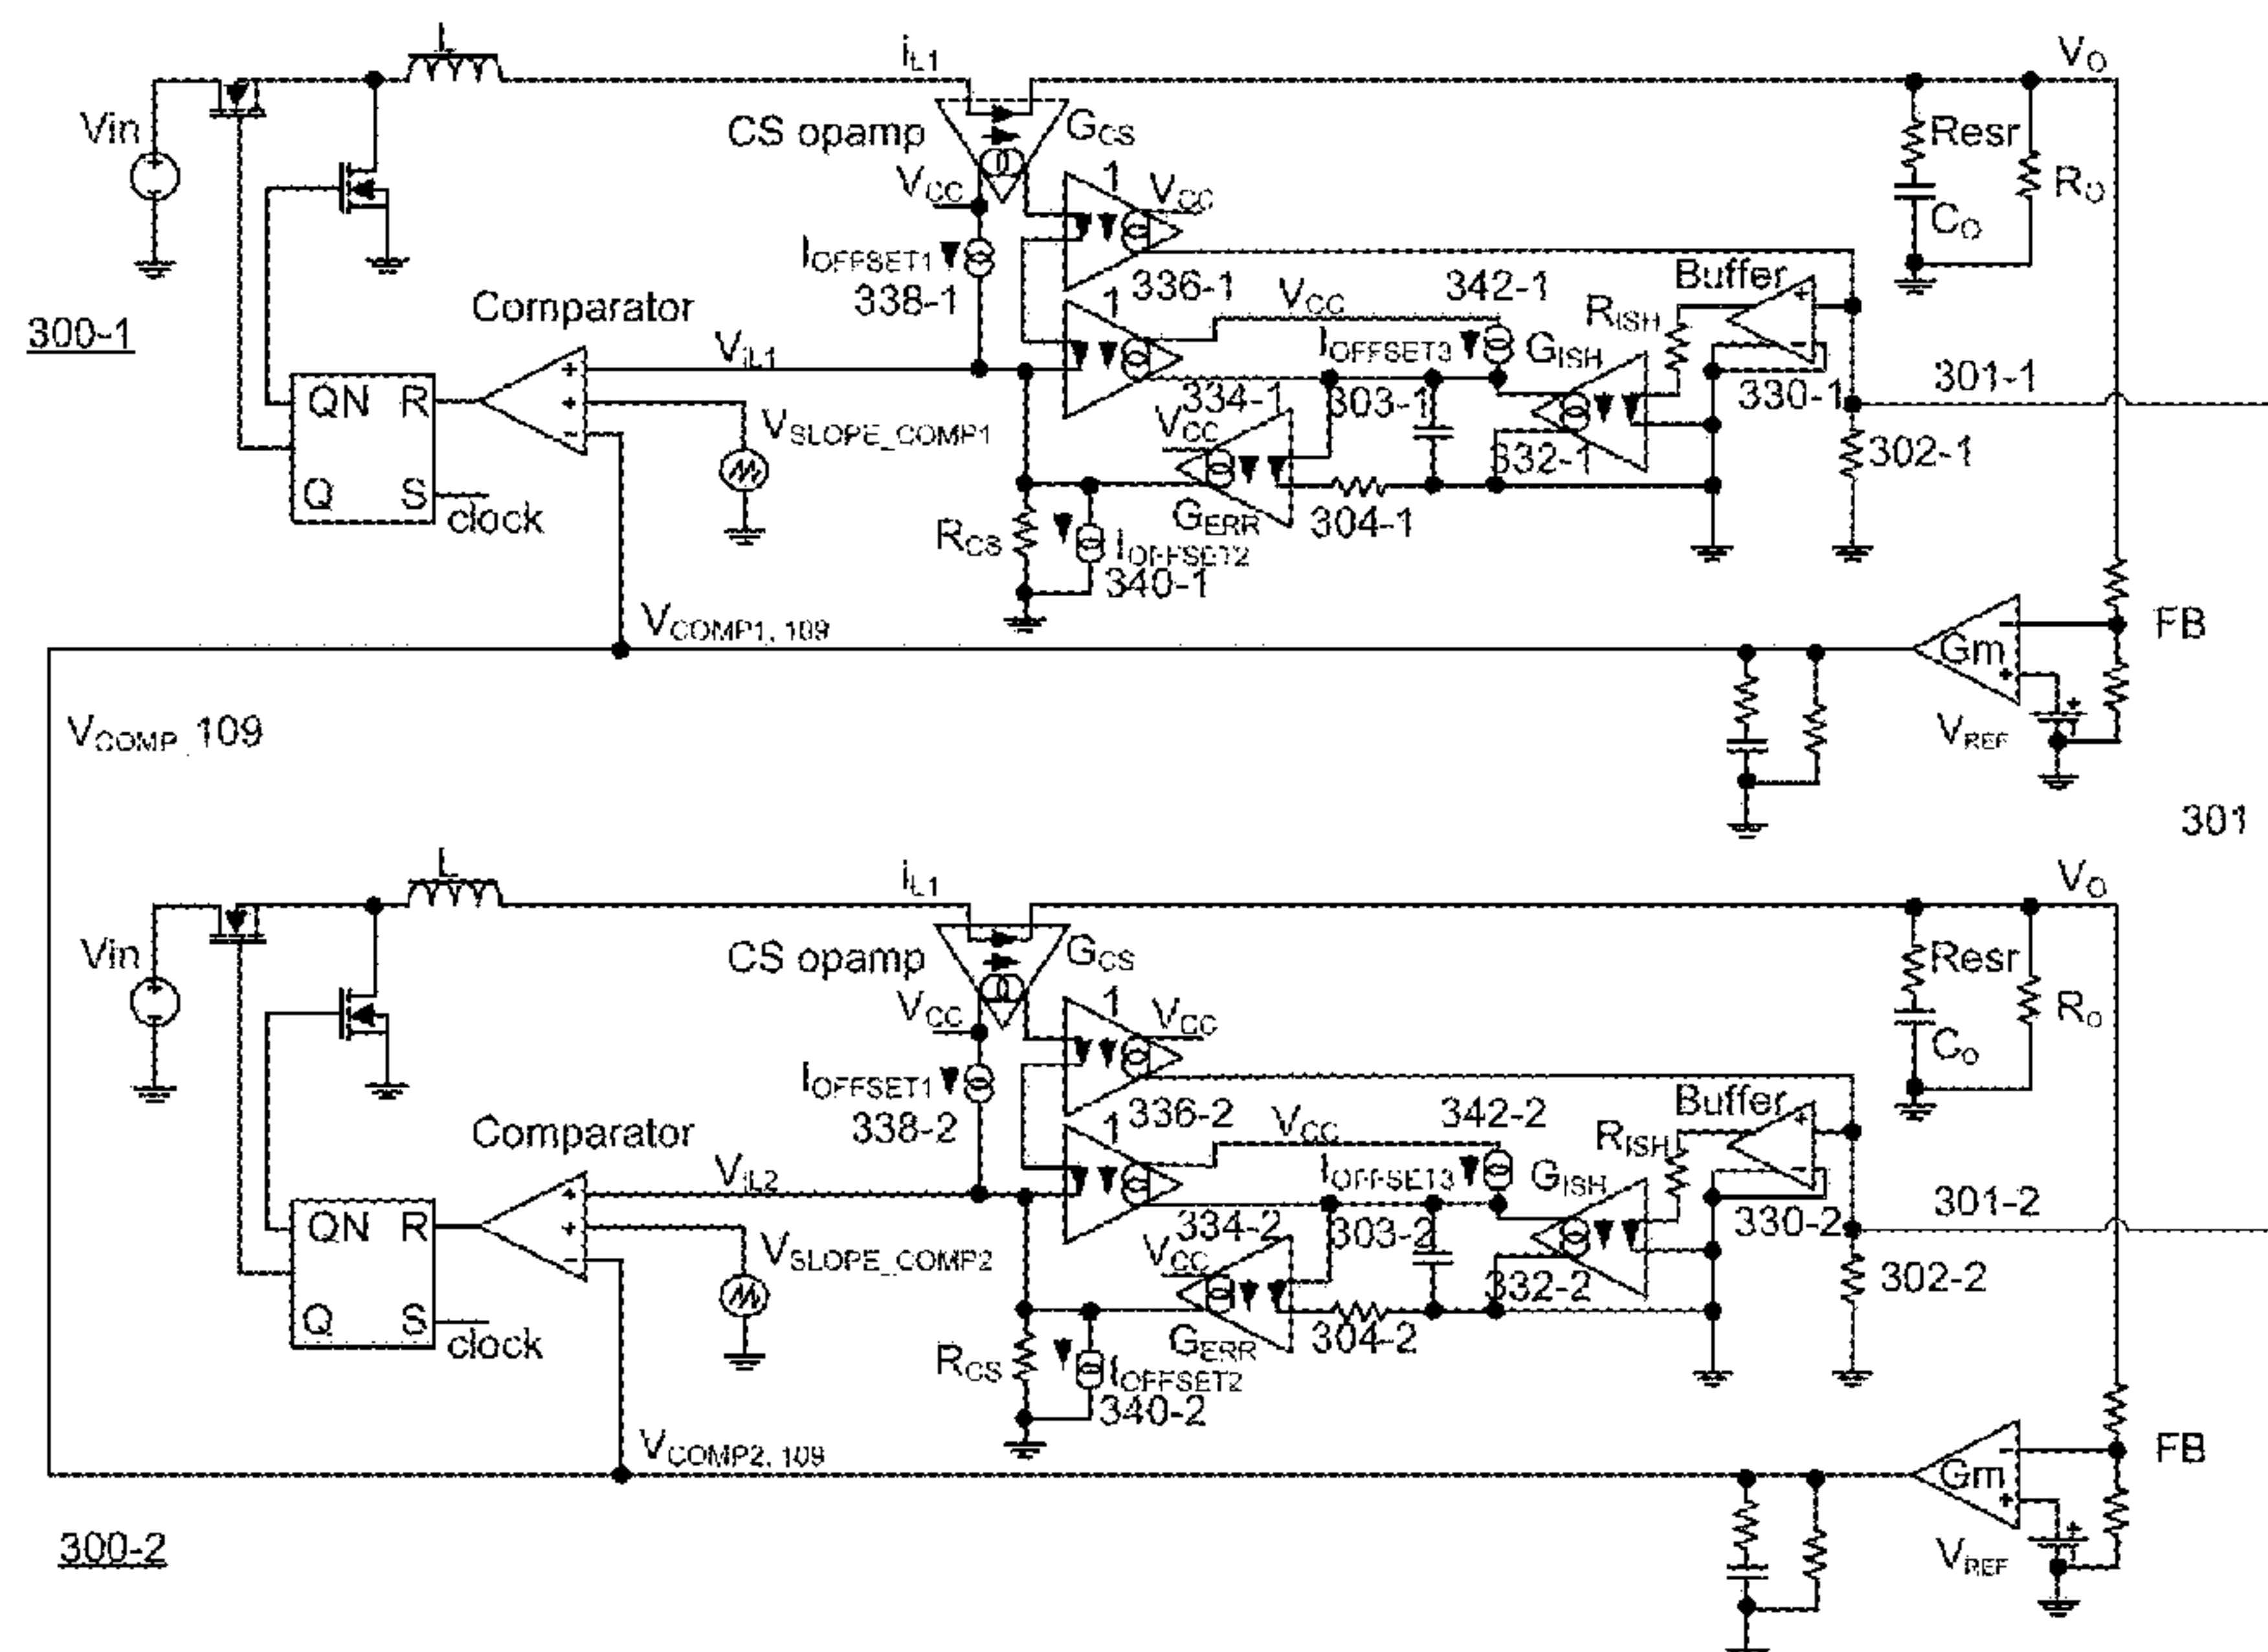 L
iL1
VO
Vin
CS opamp
GCS
Resr
RO
CO
VCC
1
VCC
IOFFSET1
338-1
336-1
342-1
Buffer
300-1
Comparator
1
VCC
RISH
ViL1
IOFFSET3
GISH
330-1
301-1
QN
R
VSLOPE_COMP1
334-1
303-1
VCC
332-1
302-1
Q
S
clock
RCS
GERR
304-1
IOFFSET2
340-1
VCOMP1, 109
Gm
FB
VCOMP, 109
VREF
301
L
iL1
VO
Vin
CS opamp
GCS
Resr
Ro
Co
VCC
1
VCC
IOFFSET1
338-2
336-2
342-2
Buffer
Comparator
1
VCC
RISH
ViL2
IOFFSET3
GISH
330-2
301-2
QN
R
VSLOPE_COMP2
334-2
303-2
VCC
332-2
302-2
Q
S
clock
RCS
GERR
304-2
IOFFSET2
340-2
VCOMP2, 109
Gm
FB
300-2
VREF